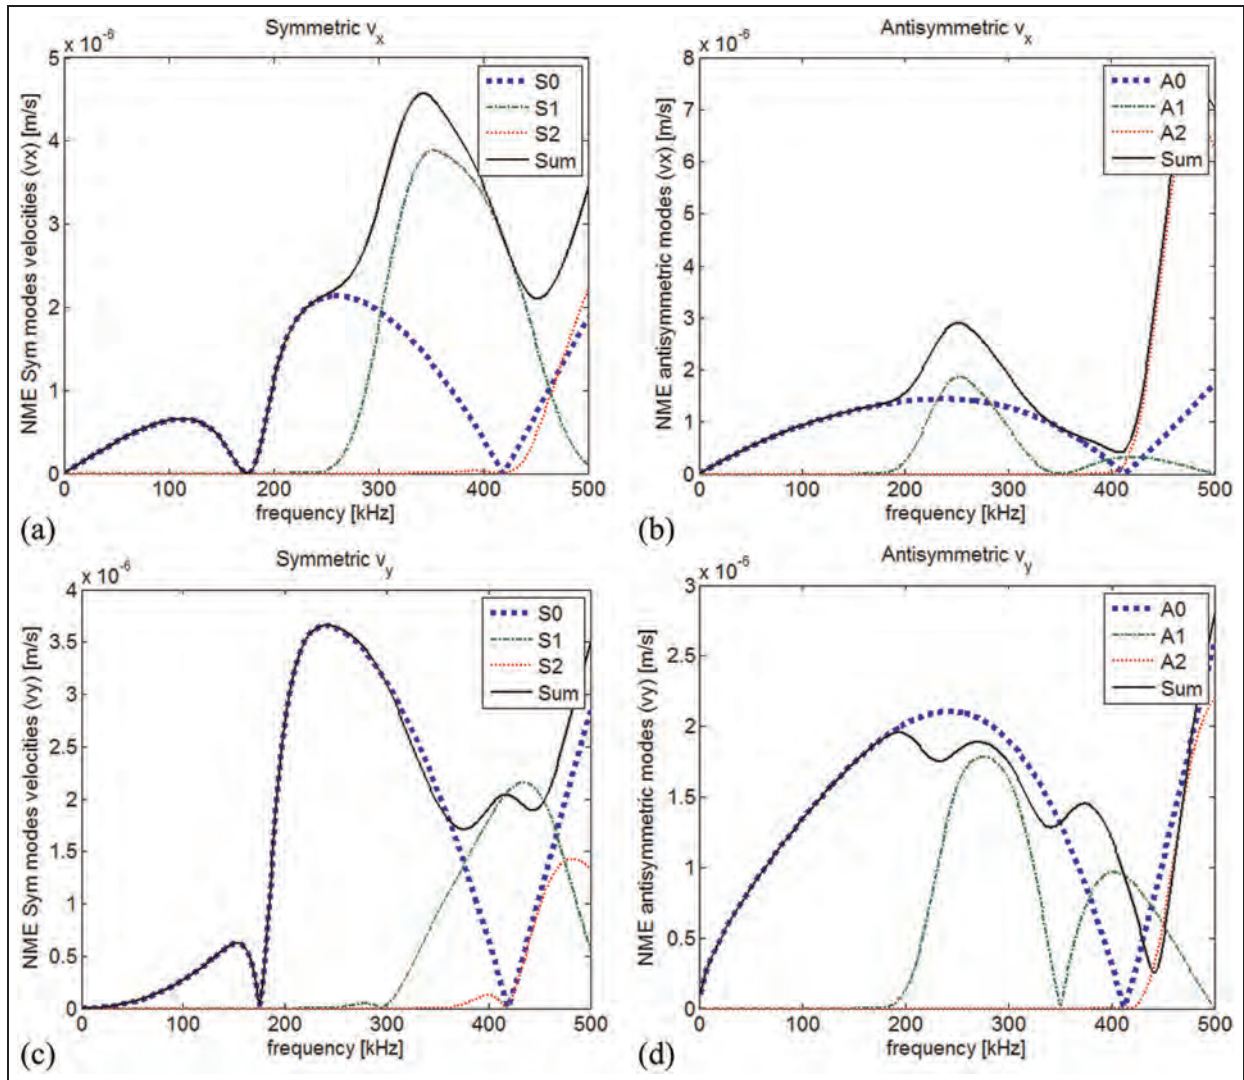 Symmetric v_x
x 10^-6
NME Sym modes velocities (vx) [m/s]
5
4
3
2
1
0
0 100 200 300 400 500
frequency [kHz]
S0
S1
S2
Sum
(a)
Antisymmetric v_x
x 10^-6
NME antisymmetric modes (vx) [m/s]
8
7
6
5
4
3
2
1
0
0 100 200 300 400 500
frequency [kHz]
A0
A1
A2
Sum
(b)
Symmetric v_y
x 10^-6
NME Sym modes velocities (vy) [m/s]
4
3.5
3
2.5
2
1.5
1
0.5
0
0 100 200 300 400 500
frequency [kHz]
S0
S1
S2
Sum
(c)
Antisymmetric v_y
x 10^-6
NME antisymmetric modes (vy) [m/s]
3
2.5
2
1.5
1
0.5
0
0 100 200 300 400 500
frequency [kHz]
A0
A1
A2
Sum
(d)